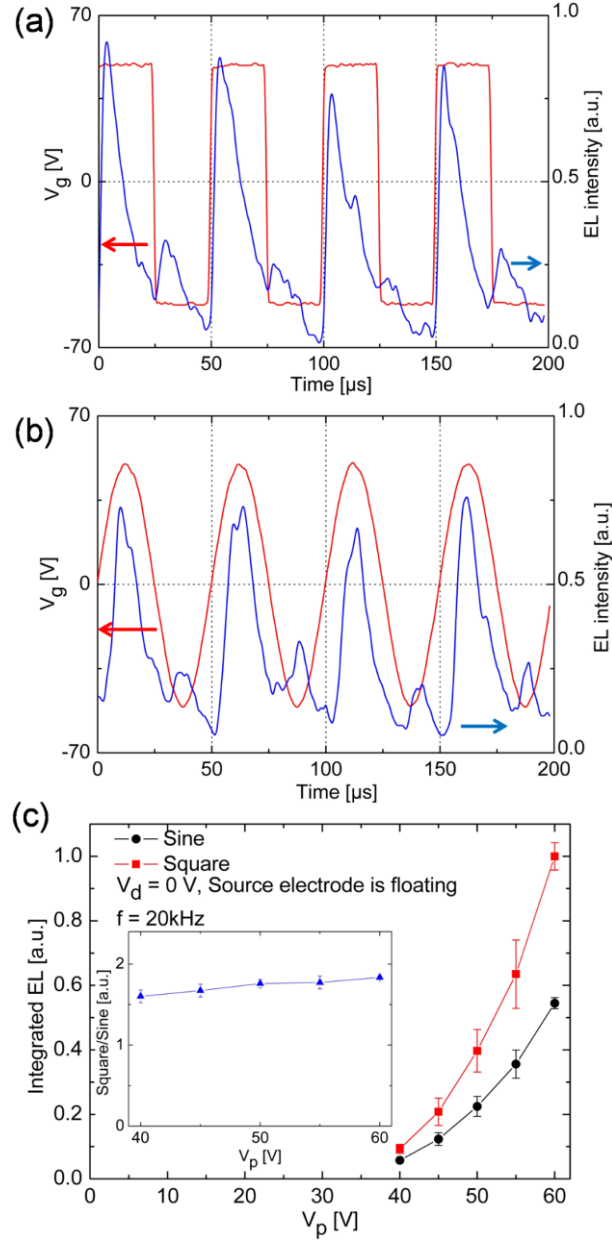 (a)
70
0
-70
V_g [V]
1.0
0.5
0.0
EL intensity [a.u.]
0 50 100 150 200
Time [µs]
(b)
70
0
-70
V_g [V]
1.0
0.5
0.0
EL intensity [a.u.]
0 50 100 150 200
Time [µs]
(c)
1.0
0.8
0.6
0.4
0.2
0.0
Integrated EL [a.u.]
Sine
Square
V_d = 0 V, Source electrode is floating
f = 20kHz
2
1
0
Square/Sine [a.u.]
40 50 60
V_p [V]
0 5 10 15 20 25 30 35 40 45 50 55 60
V_p [V]